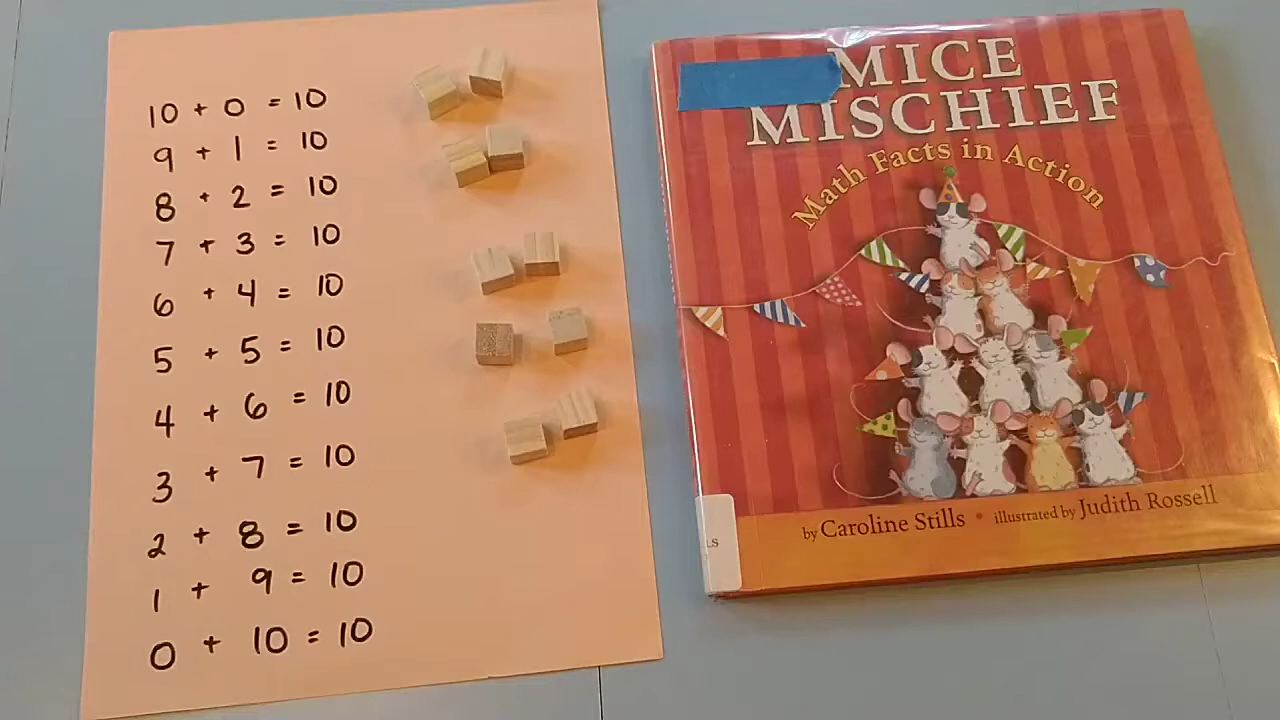 10 + 0 = 10
9 + 1 = 10
8 + 2 = 10
7 + 3 = 10
6 + 4 = 10
5 + 5 = 10
4 + 6 = 10
3 + 7 = 10
2 + 8 = 10
1 + 9 = 10
0 + 10 = 10
MICE
MISCHIEF
Math Facts in Action
by Caroline Stills • illustrated by Judith Rossell